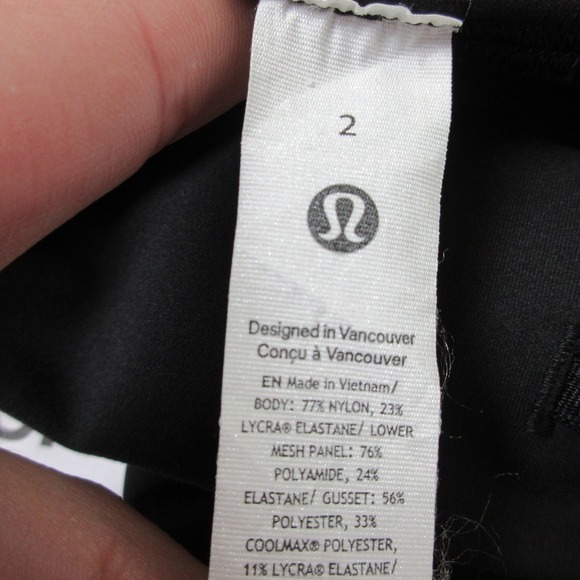 2
Designed in Vancouver
Conçu à Vancouver
EN Made in Vietnam/
BODY: 77% NYLON, 23%
LYCRA® ELASTANE/ LOWER
MESH PANEL: 76%
POLYAMIDE, 24%
ELASTANE/ GUSSET: 56%
POLYESTER, 33%
COOLMAX® POLYESTER,
11% LYCRA® ELASTANE/